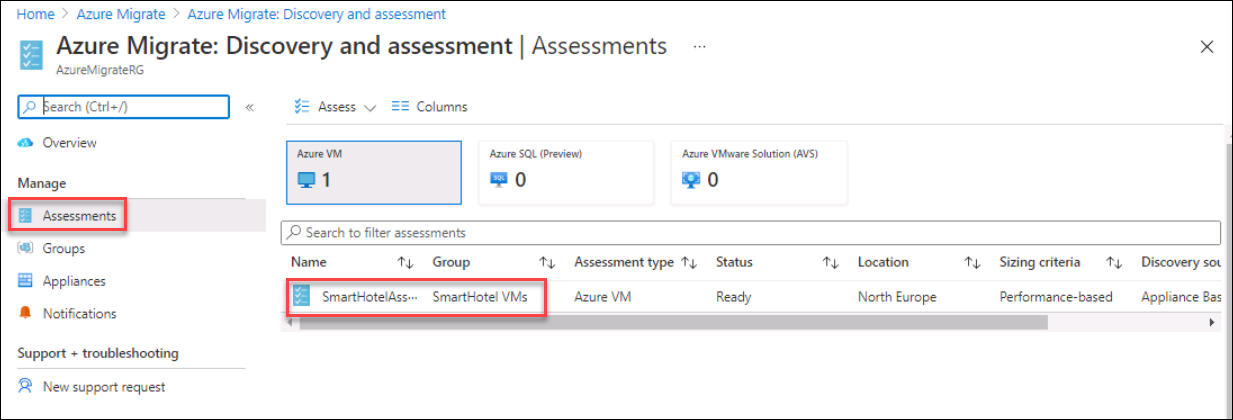 Home > Azure Migrate > Azure Migrate: Discovery and assessment
Azure Migrate: Discovery and assessment | Assessments ...
AzureMigrateRG
Search (Ctrl+/) «
Assess Columns
Overview
Azure VM Azure SQL (Preview) Azure VMware Solution (AVS)
1 SQL 0 0
Manage
Assessments
Search to filter assessments
Groups
Name ↑↓ Group ↑↓ Assessment type ↑↓ Status ↑↓ Location ↑↓ Sizing criteria ↑↓ Discovery sou
Appliances
SmartHotelAss··· SmartHotel VMs Azure VM Ready North Europe Performance-based Appliance Bas
Notifications
Support + troubleshooting
New support request